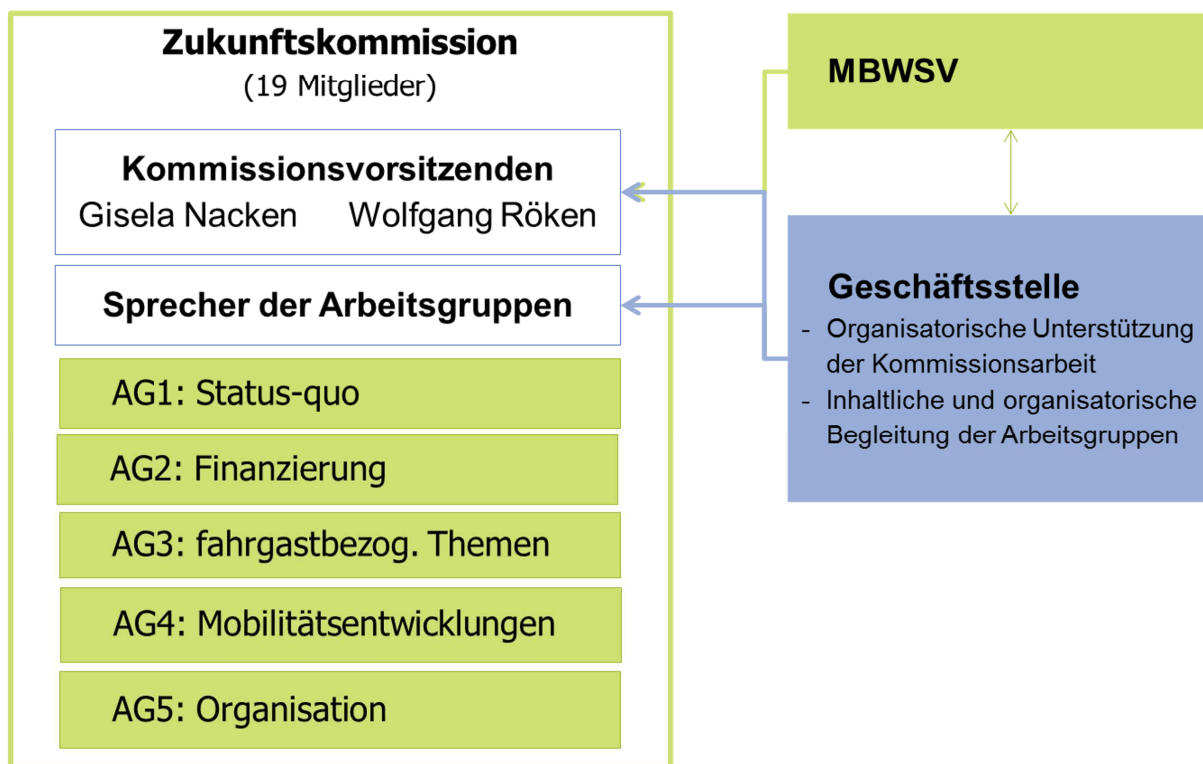 Zukunftskommission
(19 Mitglieder)
Kommissionsvorsitzenden
Gisela Nacken Wolfgang Röken
Sprecher der Arbeitsgruppen
AG1: Status-quo
AG2: Finanzierung
AG3: fahrgastbezog. Themen
AG4: Mobilitätsentwicklungen
AG5: Organisation
MBWSV
Geschäftsstelle
- Organisatorische Unterstützung
der Kommissionsarbeit
- Inhaltliche und organisatorische
Begleitung der Arbeitsgruppen